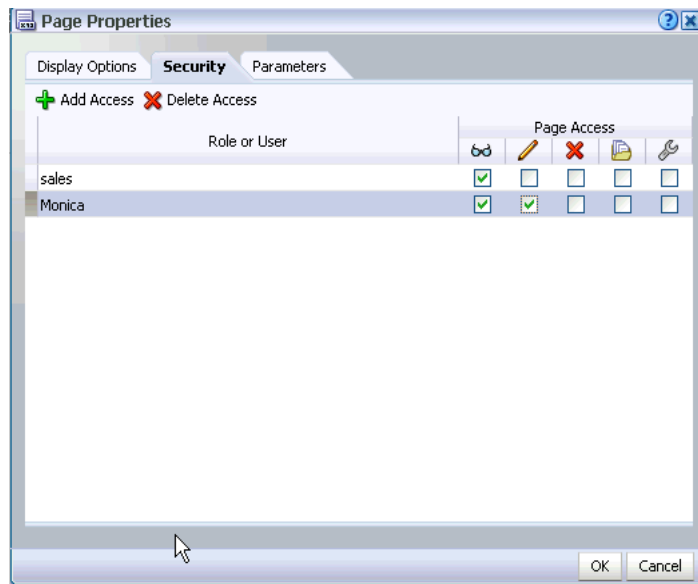 Page Properties
Display Options Security Parameters
Add Access Delete Access
Role or User
Page Access
sales
Monica
OK Cancel